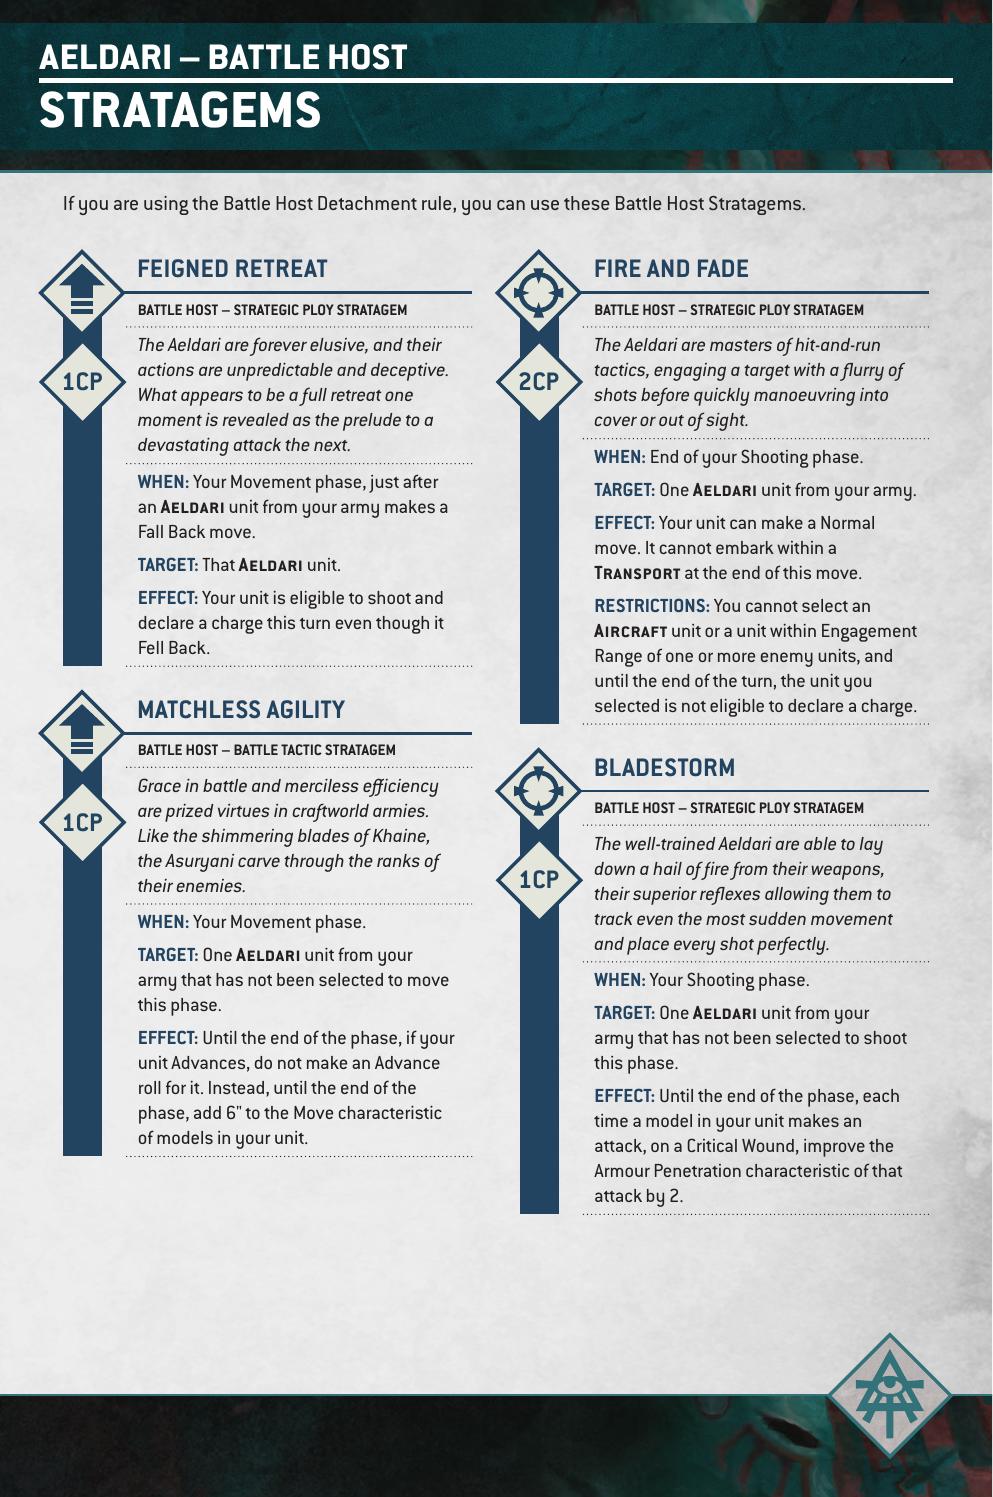 AELDARI – BATTLE HOST
STRATAGEMS
If you are using the Battle Host Detachment rule, you can use these Battle Host Stratagems.
FEIGNED RETREAT
BATTLE HOST – STRATEGIC PLOY STRATAGEM
1CP
The Aeldari are forever elusive, and their
actions are unpredictable and deceptive.
What appears to be a full retreat one
moment is revealed as the prelude to a
devastating attack the next.
WHEN: Your Movement phase, just after
an AELDARI unit from your army makes a
Fall Back move.
TARGET: That AELDARI unit.
EFFECT: Your unit is eligible to shoot and
declare a charge this turn even though it
Fell Back.
MATCHLESS AGILITY
BATTLE HOST – BATTLE TACTIC STRATAGEM
1CP
Grace in battle and merciless efficiency
are prized virtues in craftworld armies.
Like the shimmering blades of Khaine,
the Asuryani carve through the ranks of
their enemies.
WHEN: Your Movement phase.
TARGET: One AELDARI unit from your
army that has not been selected to move
this phase.
EFFECT: Until the end of the phase, if your
unit Advances, do not make an Advance
roll for it. Instead, until the end of the
phase, add 6" to the Move characteristic
of models in your unit.
FIRE AND FADE
BATTLE HOST – STRATEGIC PLOY STRATAGEM
2CP
The Aeldari are masters of hit-and-run
tactics, engaging a target with a flurry of
shots before quickly manoeuvring into
cover or out of sight.
WHEN: End of your Shooting phase.
TARGET: One AELDARI unit from your army.
EFFECT: Your unit can make a Normal
move. It cannot embark within a
TRANSPORT at the end of this move.
RESTRICTIONS: You cannot select an
AIRCRAFT unit or a unit within Engagement
Range of one or more enemy units, and
until the end of the turn, the unit you
selected is not eligible to declare a charge.
BLADESTORM
BATTLE HOST – STRATEGIC PLOY STRATAGEM
1CP
The well-trained Aeldari are able to lay
down a hail of fire from their weapons,
their superior reflexes allowing them to
track even the most sudden movement
and place every shot perfectly.
WHEN: Your Shooting phase.
TARGET: One AELDARI unit from your
army that has not been selected to shoot
this phase.
EFFECT: Until the end of the phase, each
time a model in your unit makes an
attack, on a Critical Wound, improve the
Armour Penetration characteristic of that
attack by 2.